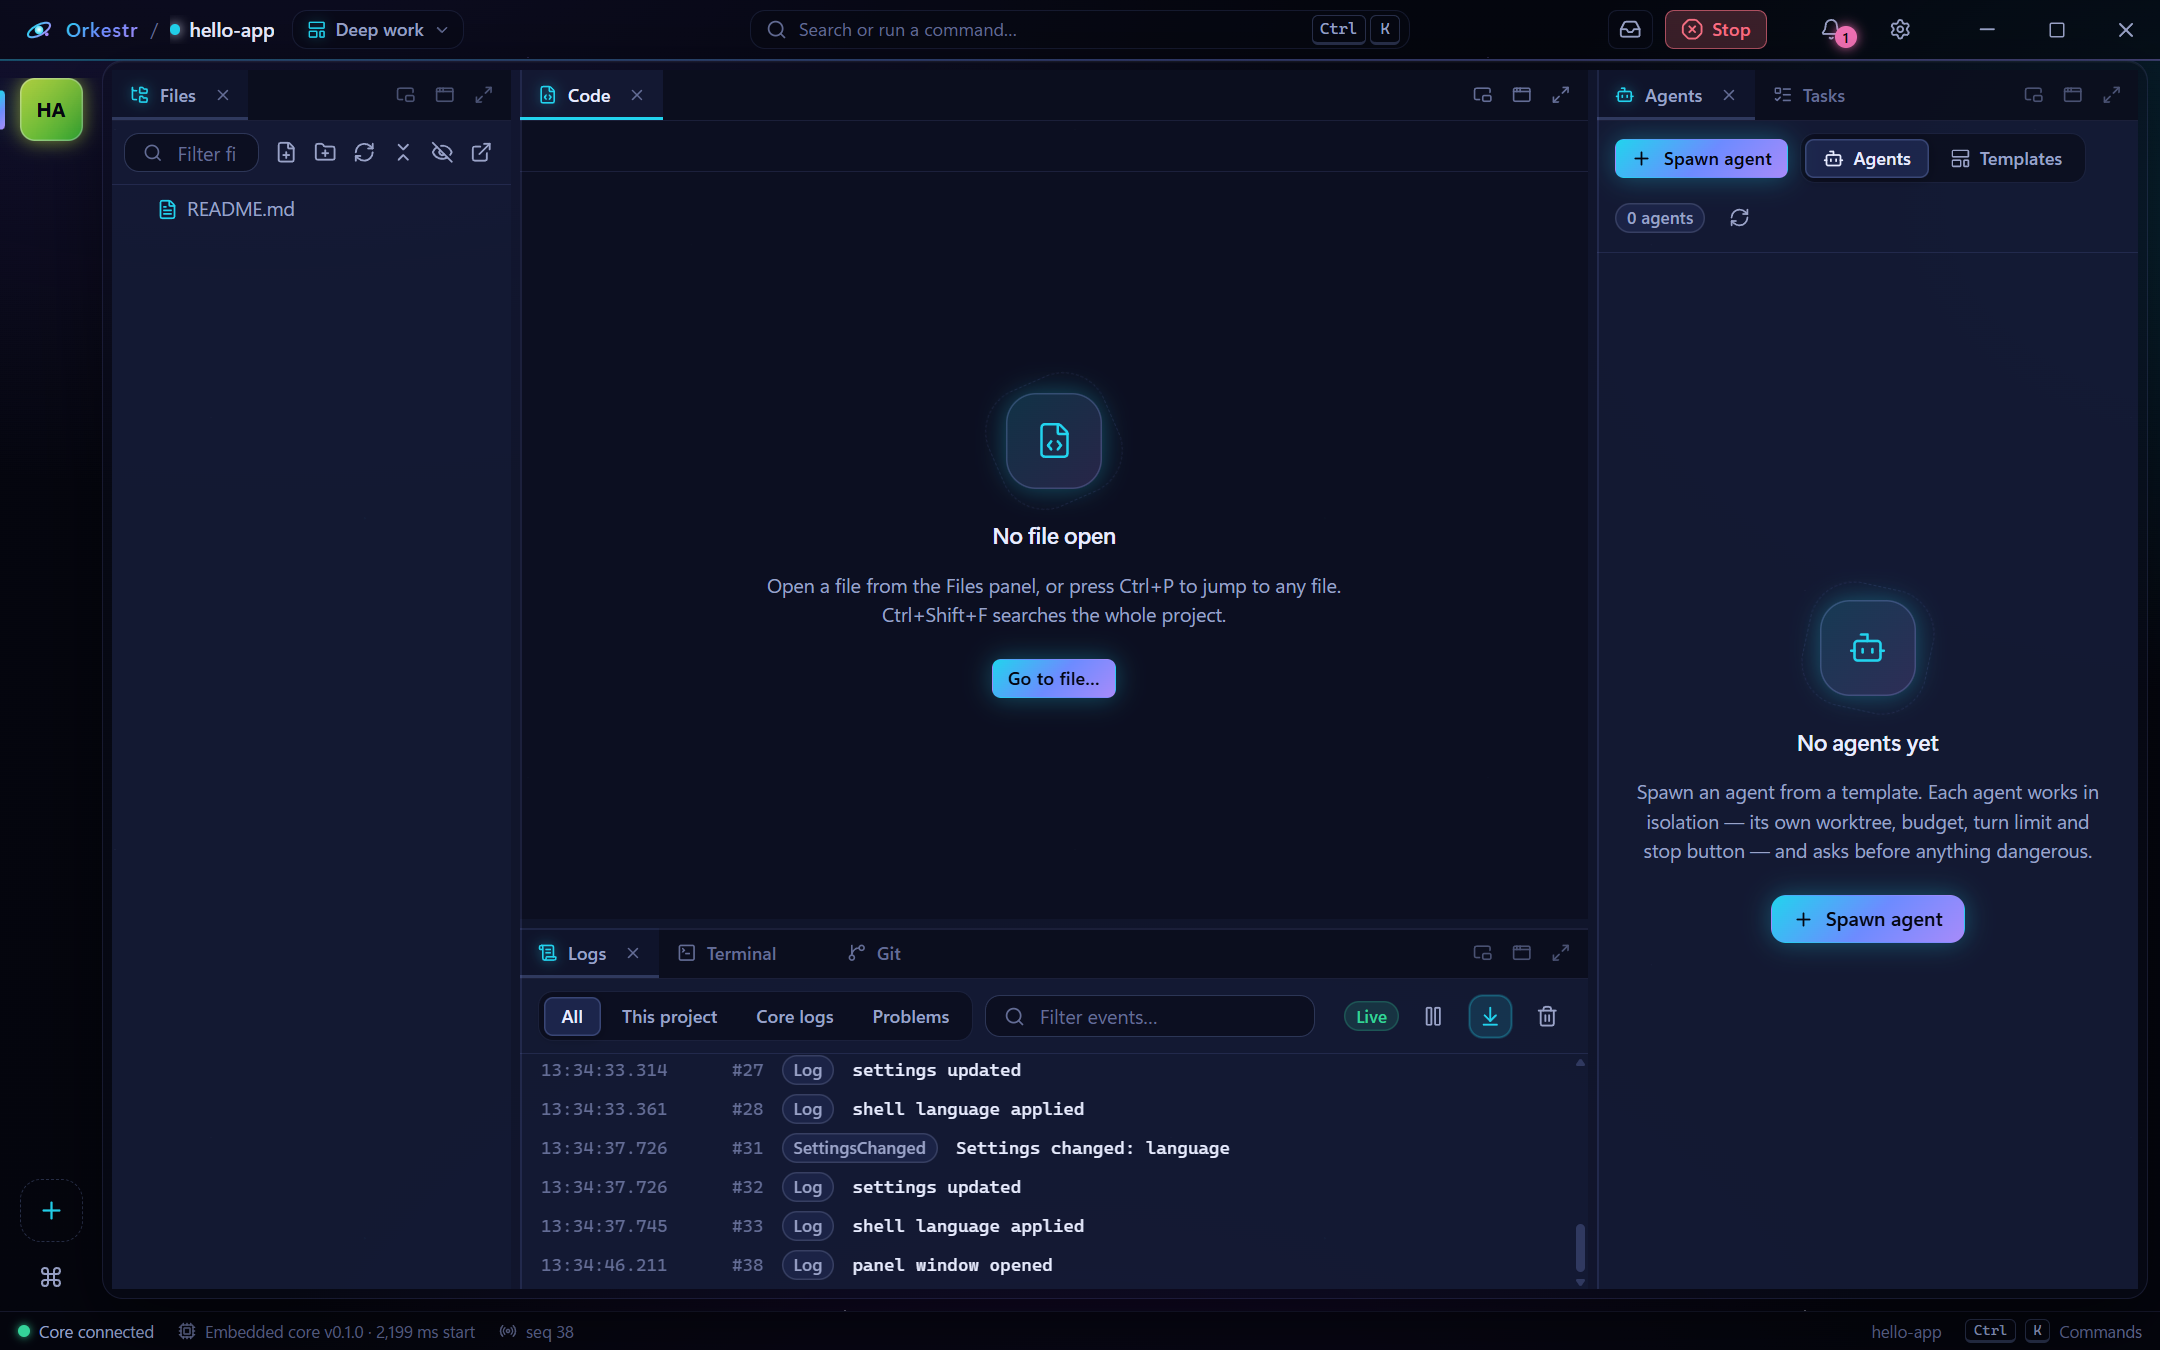 Orkestr / hello-app
Deep work
Search or run a command...
Ctrl K
Stop
1
HA
Files
Filter fi
README.md
Code
No file open
Open a file from the Files panel, or press Ctrl+P to jump to any file.
Ctrl+Shift+F searches the whole project.
Go to file...
Agents
Tasks
Spawn agent
Agents
Templates
0 agents
No agents yet
Spawn an agent from a template. Each agent works in
isolation — its own worktree, budget, turn limit and
stop button — and asks before anything dangerous.
Spawn agent
Logs
Terminal
Git
All
This project
Core logs
Problems
Filter events...
Live
13:34:33.314 #27 Log settings updated
13:34:33.361 #28 Log shell language applied
13:34:37.726 #31 SettingsChanged Settings changed: language
13:34:37.726 #32 Log settings updated
13:34:37.745 #33 Log shell language applied
13:34:46.211 #38 Log panel window opened
Core connected
Embedded core v0.1.0 · 2,199 ms start
seq 38
hello-app
Ctrl K Commands